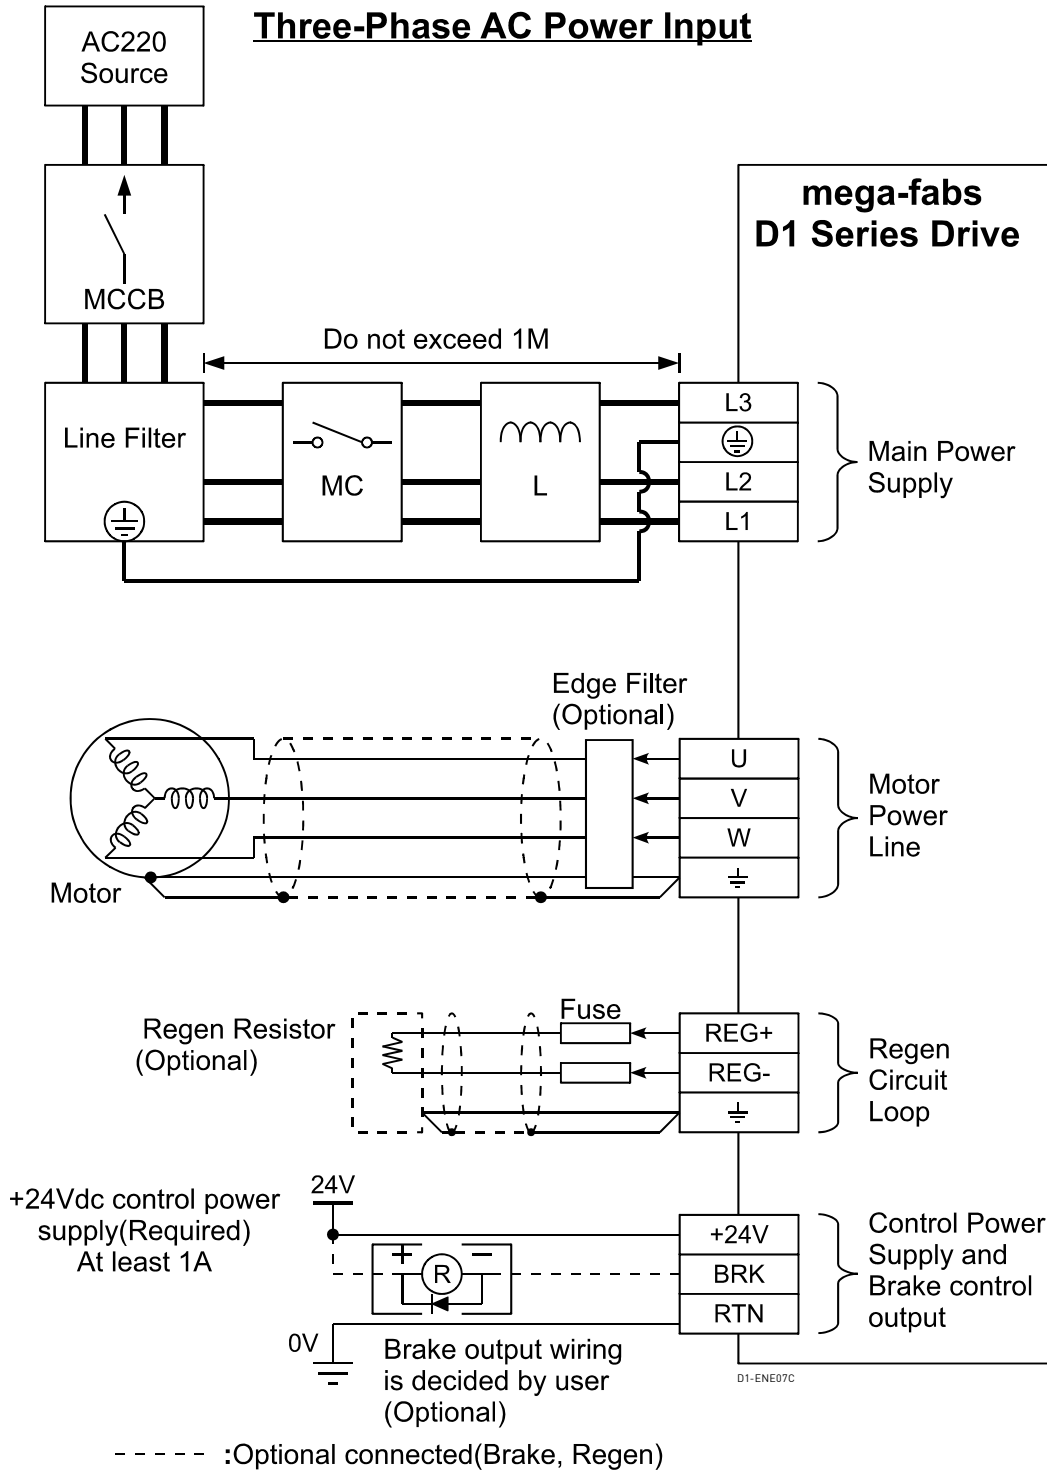 Three-Phase AC Power Input
AC220
Source
mega-fabs
D1 Series Drive
MCCB
Do not exceed 1M
Line Filter
MC
L
L3
L2
L1
Main Power
Supply
Edge Filter
(Optional)
Motor
U
V
W
Motor
Power
Line
Regen Resistor
(Optional)
Fuse
REG+
REG-
Regen
Circuit
Loop
+24Vdc control power
supply(Required)
At least 1A
24V
+ −
R
0V
Brake output wiring
is decided by user
(Optional)
+24V
BRK
RTN
Control Power
Supply and
Brake control
output
D1-ENE07C
:Optional connected(Brake, Regen)